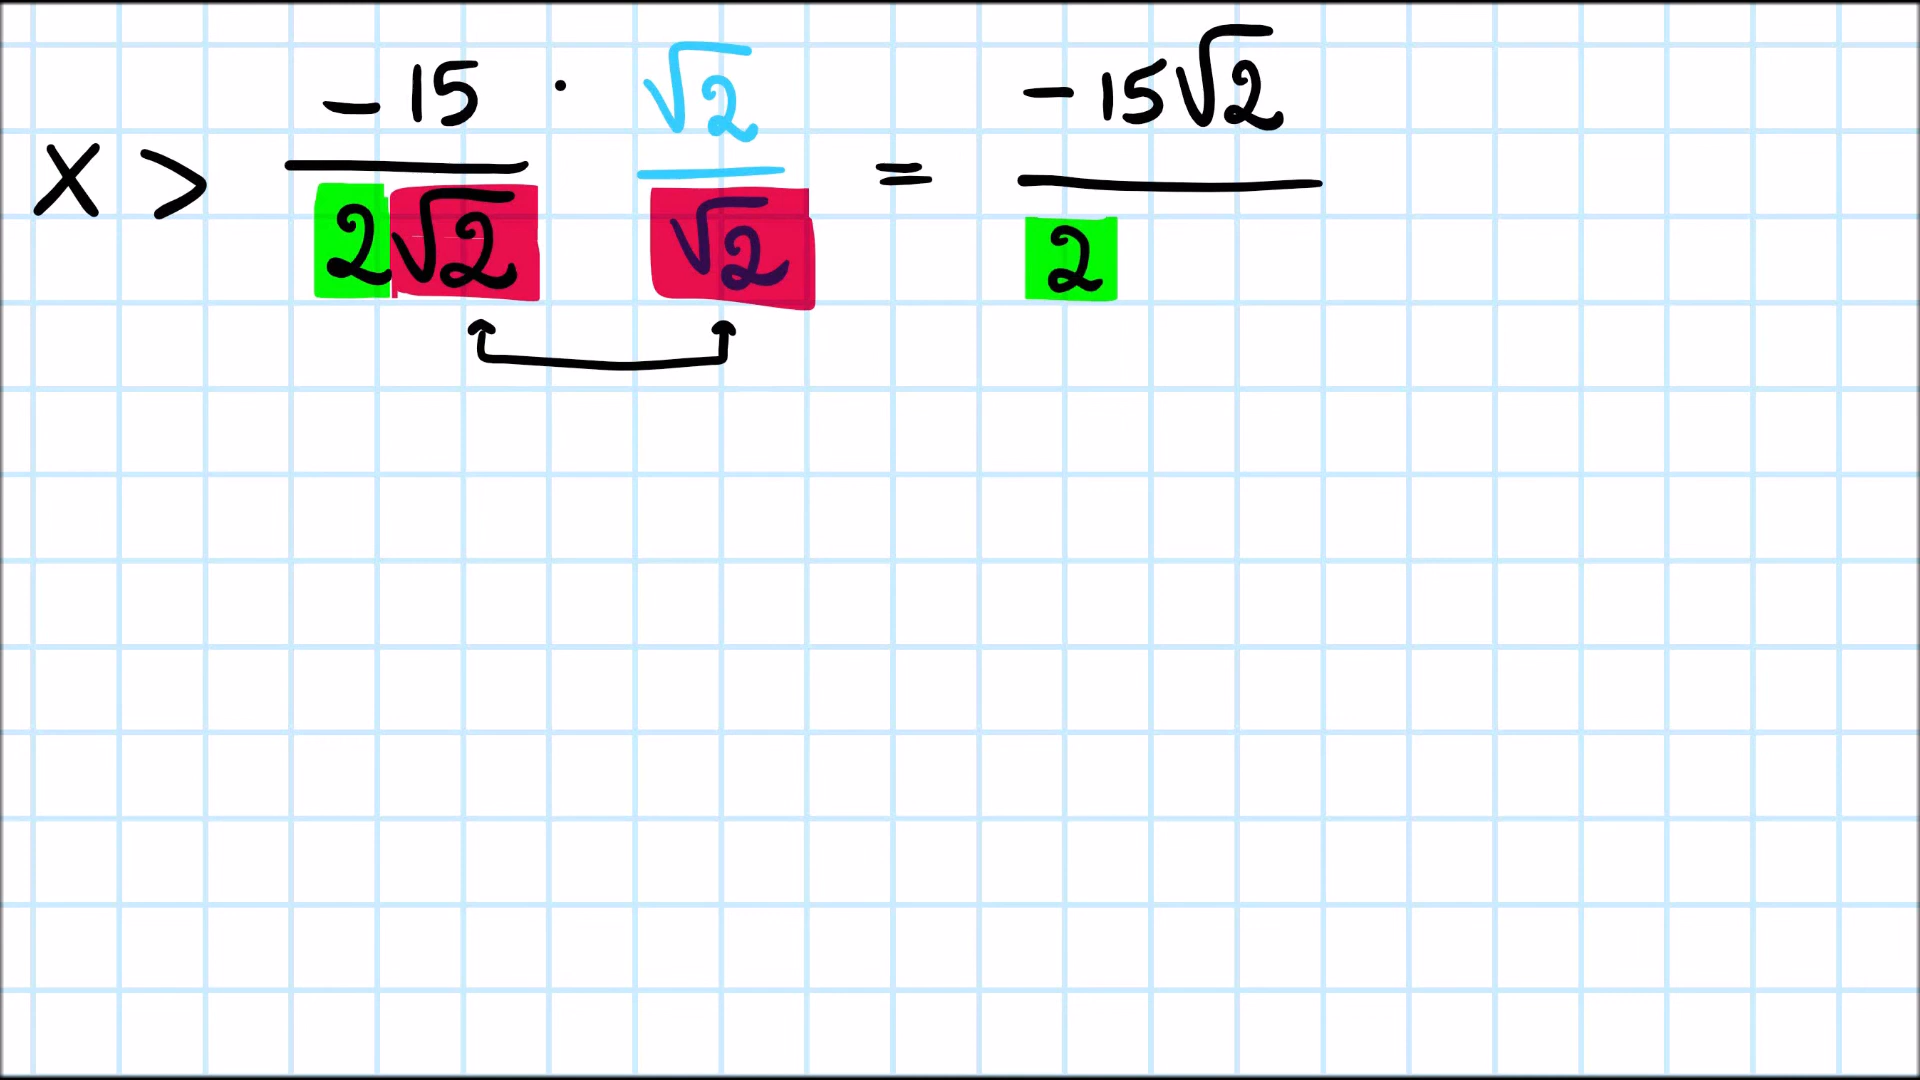 x > -15/2√2 · √2/√2 = -15√2/2